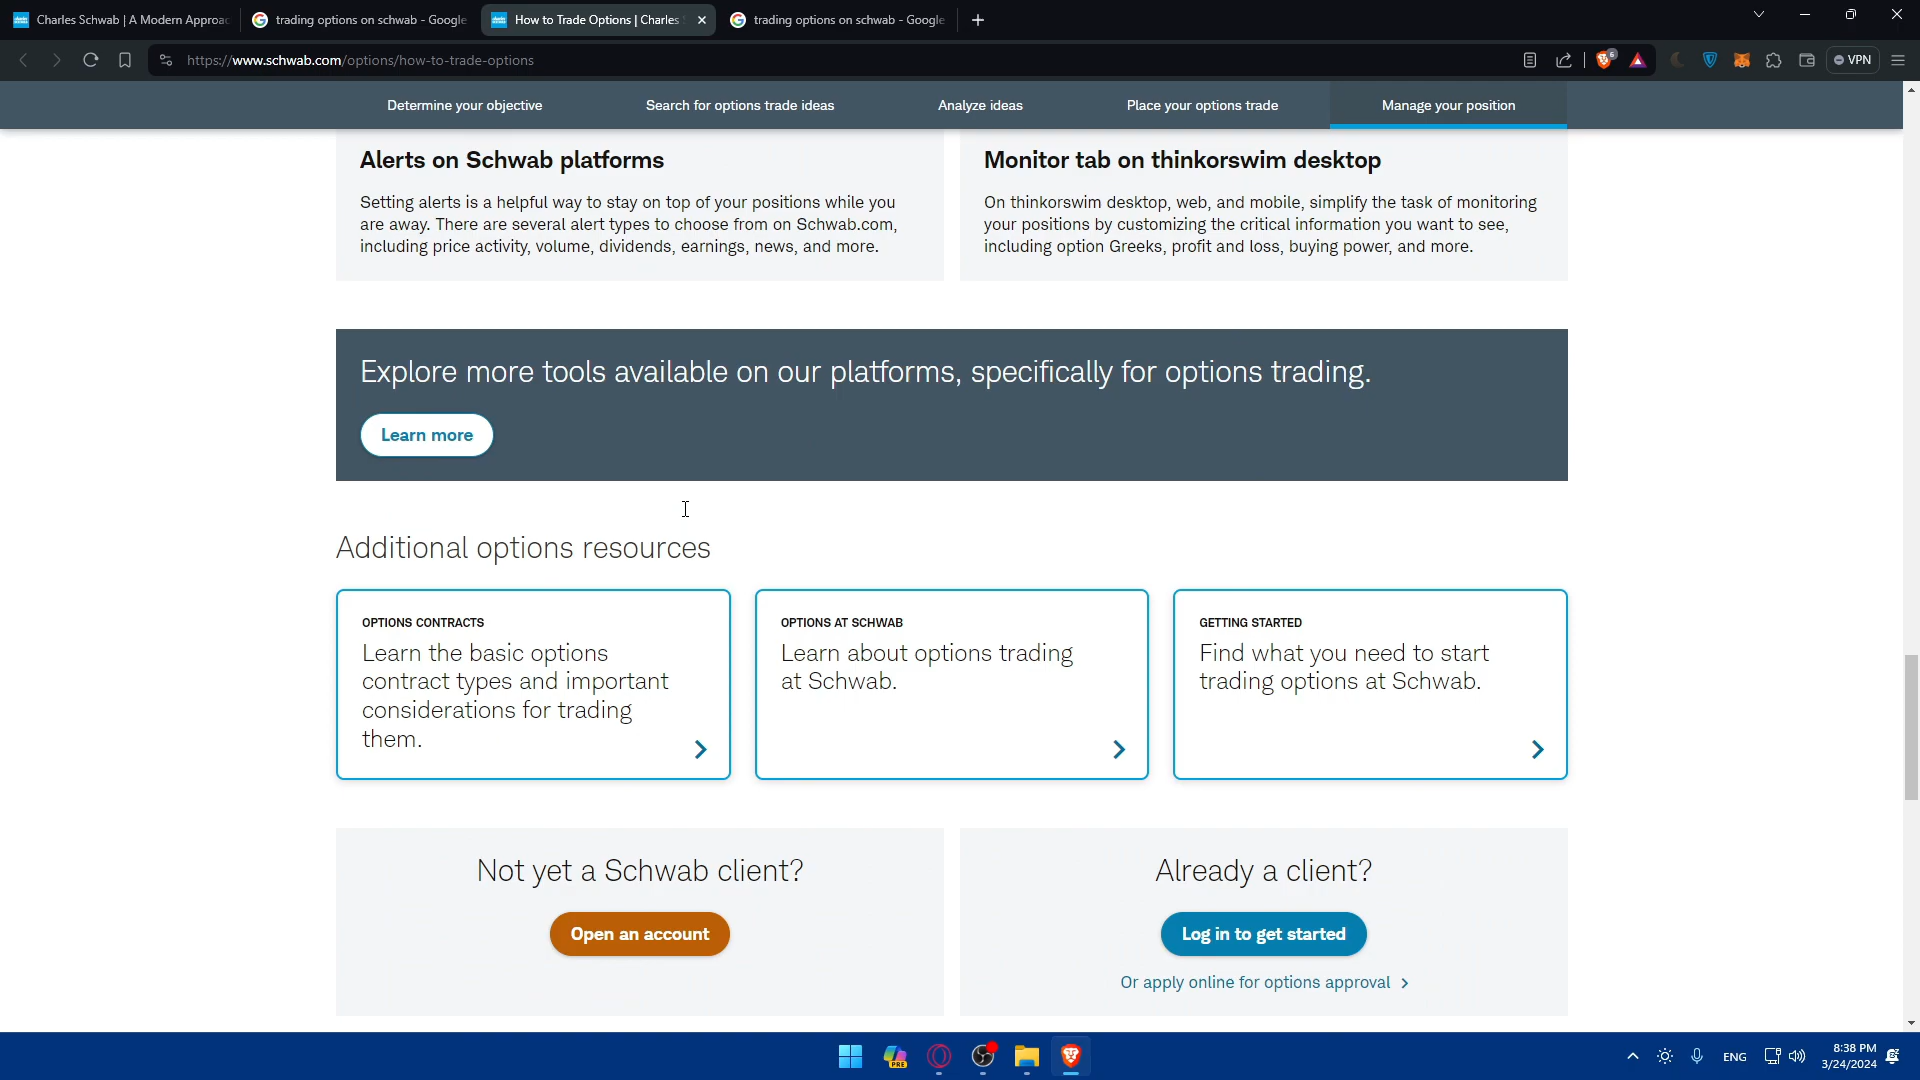 Charles Schwab | A Modern Approac
trading options on schwab - Google
How to Trade Options | Charles
trading options on schwab - Google
https://www.schwab.com/options/how-to-trade-options
6
VPN
Determine your objective
Search for options trade ideas
Analyze ideas
Place your options trade
Manage your position
Alerts on Schwab platforms
Setting alerts is a helpful way to stay on top of your positions while you
are away. There are several alert types to choose from on Schwab.com,
including price activity, volume, dividends, earnings, news, and more.
Monitor tab on thinkorswim desktop
On thinkorswim desktop, web, and mobile, simplify the task of monitoring
your positions by customizing the critical information you want to see,
including option Greeks, profit and loss, buying power, and more.
Explore more tools available on our platforms, specifically for options trading.
Learn more
Additional options resources
OPTIONS CONTRACTS
Learn the basic options
contract types and important
considerations for trading
them.
OPTIONS AT SCHWAB
Learn about options trading
at Schwab.
GETTING STARTED
Find what you need to start
trading options at Schwab.
Not yet a Schwab client?
Open an account
Already a client?
Log in to get started
Or apply online for options approval
PRE
ENG
8:38 PM
3/24/2024